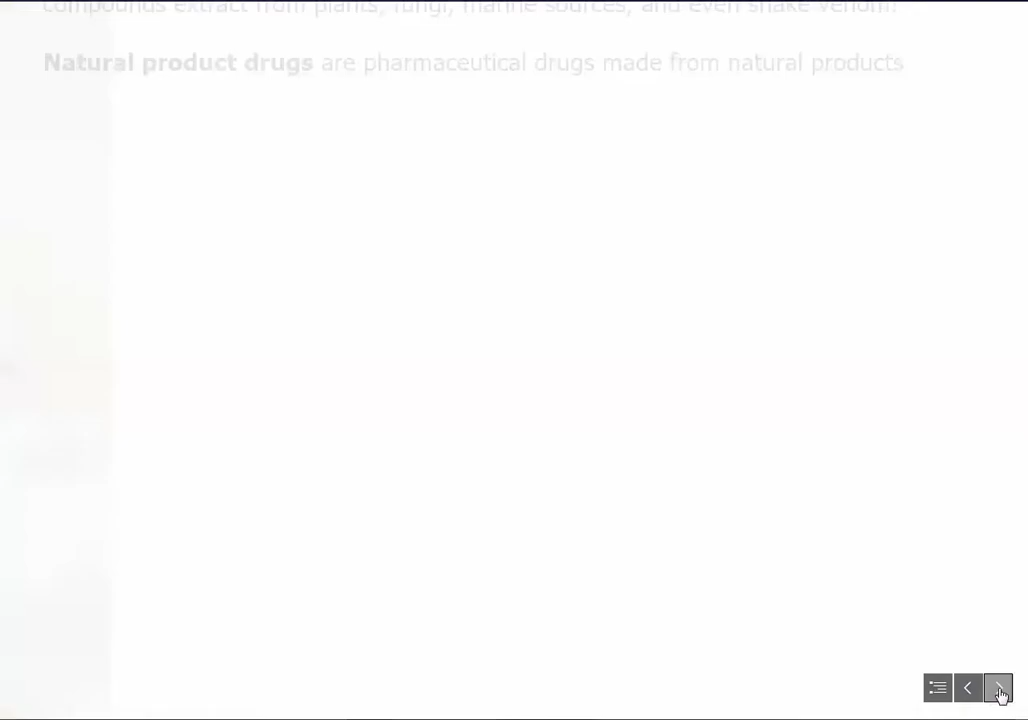 compounds extract from plants, fungi, marine sources, and even snake venom!
Natural product drugs are pharmaceutical drugs made from natural products